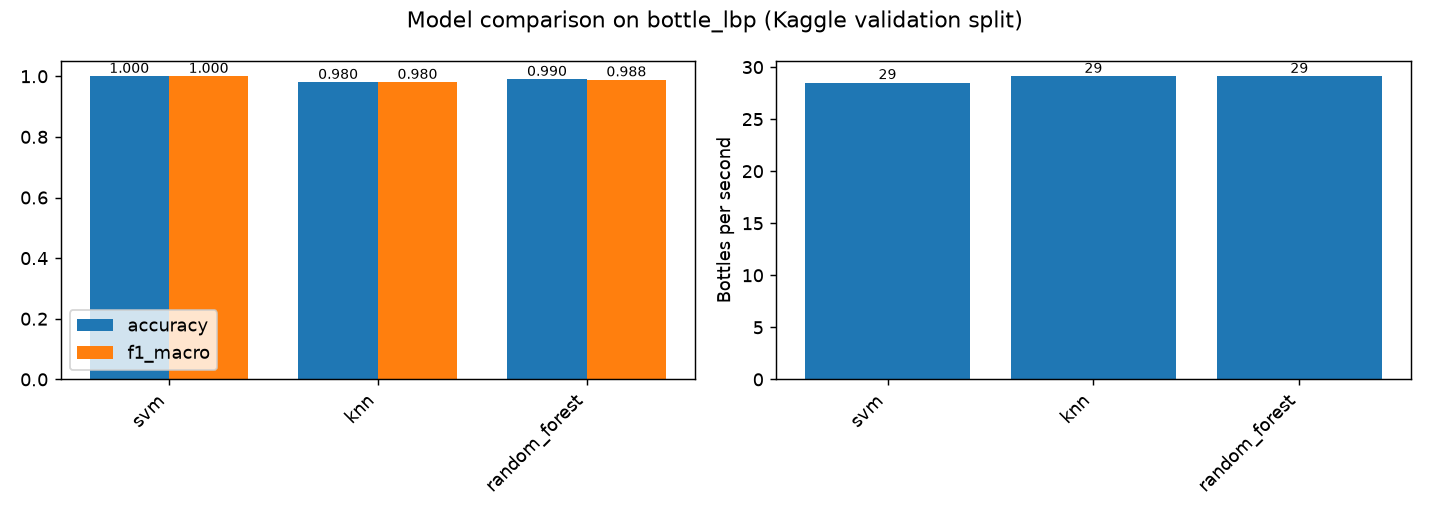 Model comparison on bottle_lbp (Kaggle validation split)
1.0
0.8
0.6
0.4
0.2
0.0
1.000
1.000
0.980
0.980
0.990
0.988
accuracy
f1_macro
svm
knn
random_forest
Bottles per second
30
25
20
15
10
5
0
29
29
29
svm
knn
random_forest